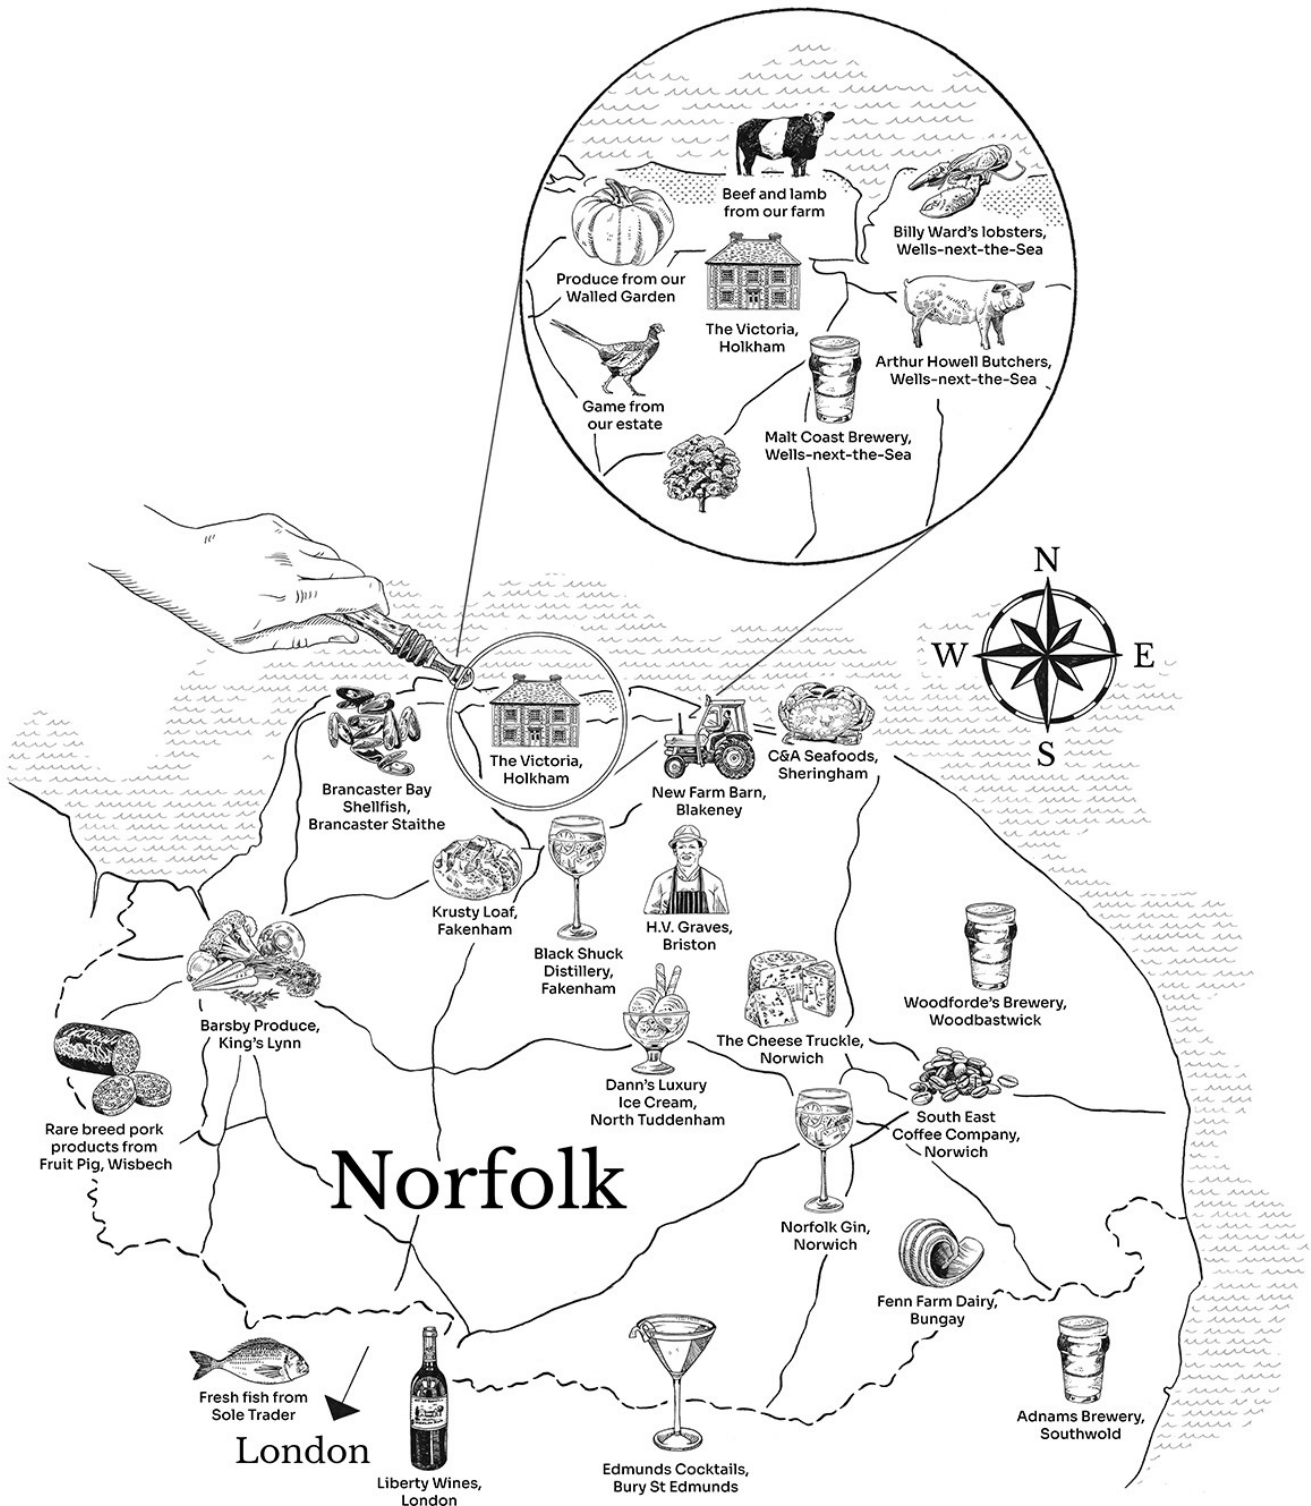 Beef and lamb
from our farm
Billy Ward's lobsters,
Wells-next-the-Sea
Produce from our
Walled Garden
The Victoria,
Holkham
Arthur Howell Butchers,
Wells-next-the-Sea
Game from
our estate
Malt Coast Brewery,
Wells-next-the-Sea
N
W
E
S
The Victoria,
Holkham
C&A Seafoods,
Sheringham
Brancaster Bay
Shellfish,
Brancaster Staithe
New Farm Barn,
Blakeney
Krusty Loaf,
Fakenham
H.V. Graves,
Briston
Black Shuck
Distillery,
Fakenham
Woodforde's Brewery,
Woodbastwick
Barsby Produce,
King's Lynn
The Cheese Truckle,
Norwich
Dann's Luxury
Ice Cream,
North Tuddenham
Rare breed pork
products from
Fruit Pig, Wisbech
South East
Coffee Company,
Norwich
Norfolk
Norfolk Gin,
Norwich
Fenn Farm Dairy,
Bungay
Fresh fish from
Sole Trader
London
Adnams Brewery,
Southwold
Liberty Wines,
London
Edmunds Cocktails,
Bury St Edmunds